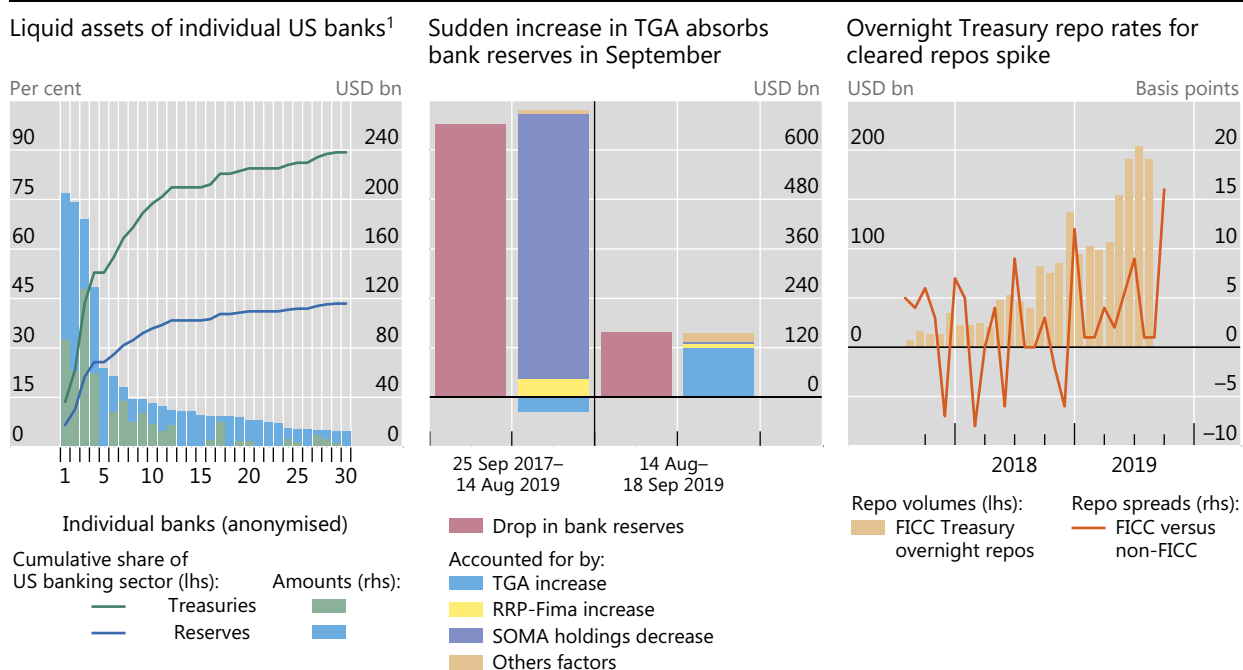 Liquid assets of individual US banks1
Per cent
USD bn
90
75
60
45
30
15
0
240
200
160
120
80
40
0
1
5
10
15
20
25
30
Individual banks (anonymised)
Cumulative share of
US banking sector (lhs):
Amounts (rhs):
Treasuries
Reserves
Sudden increase in TGA absorbs
bank reserves in September
USD bn
600
480
360
240
120
0
25 Sep 2017–
14 Aug 2019
14 Aug–
18 Sep 2019
Drop in bank reserves
Accounted for by:
TGA increase
RRP-Fima increase
SOMA holdings decrease
Others factors
Overnight Treasury repo rates for
cleared repos spike
USD bn
Basis points
200
100
0
20
15
10
5
0
–5
–10
2018
2019
Repo volumes (lhs):
FICC Treasury
overnight repos
Repo spreads (rhs):
FICC versus
non-FICC